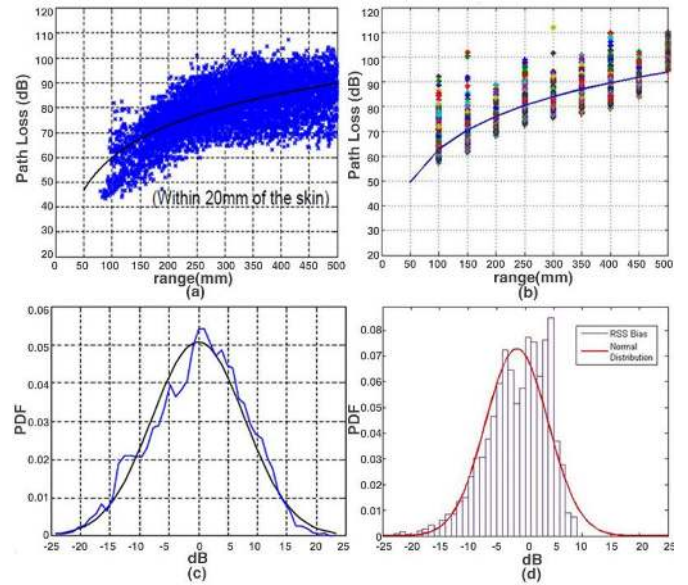 120
110
100
90
80
70
60
50
40
30
20
Path Loss (dB)
(Within 20mm of the skin)
0 50 100 150 200 250 300 350 400 450 500
range(mm)
(a)
120
110
100
90
80
70
60
50
40
30
20
Path Loss (dB)
0 50 100 150 200 250 300 350 400 450 500
range(mm)
(b)
0.06
0.05
0.04
0.03
0.02
0.01
0
PDF
-25 -20 -15 -10 -5 0 5 10 15 20 25
dB
(c)
0.08
0.07
0.06
0.05
0.04
0.03
0.02
0.01
0
PDF
RSS Bias
Normal
Distribution
-25 -20 -15 -10 -5 0 5 10 15 20 25
dB
(d)